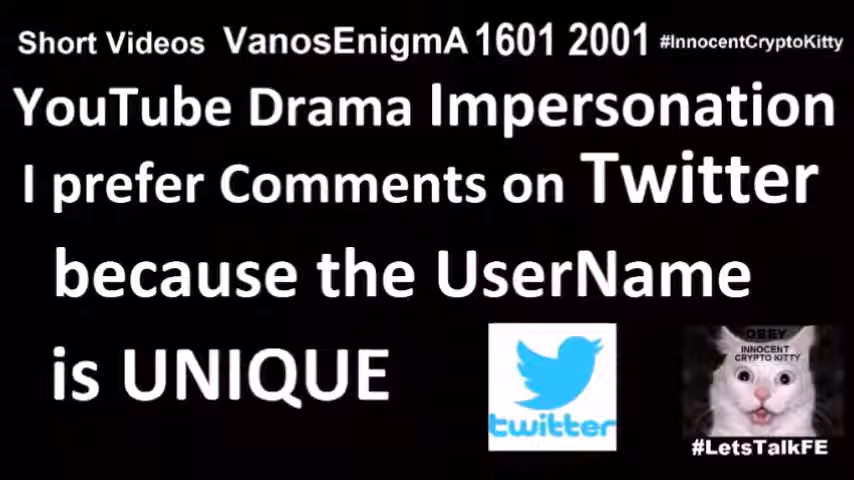 Short Videos VanosEnigmA 1601 2001 #InnocentCryptoKitty
YouTube Drama Impersonation
I prefer Comments on Twitter
because the UserName
is UNIQUE
twitter
OBEY
INNOCENT
CRYPTO KITTY
#LetsTalkFE